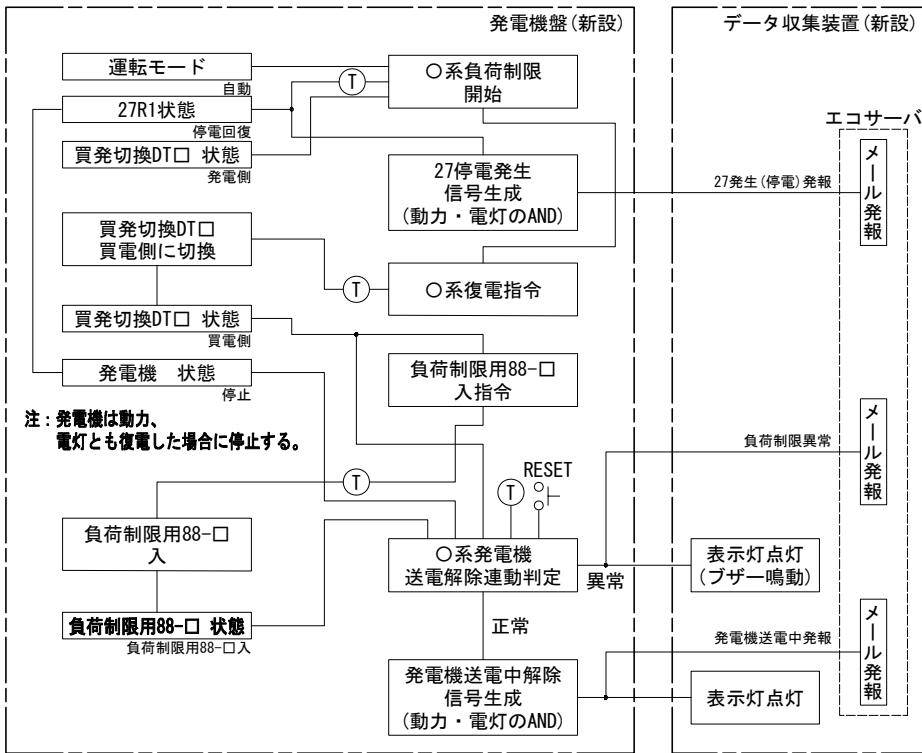 発電機盤(新設)
データ収集装置(新設)
運転モード
自動
27R1状態
停電回復
買発切換DT□ 状態
発電側
T
○系負荷制限
開始
27停電発生
信号生成
(動力・電灯のAND)
27発生(停電)発報
エコサーバ
メール発報
買発切換DT□
買電側に切換
T
○系復電指令
買発切換DT□ 状態
買電側
発電機 状態
停止
負荷制限用88-□
入指令
注:発電機は動力、
電灯とも復電した場合に停止する。
負荷制限異常
メール発報
T
T
RESET
負荷制限用88-□
入
○系発電機
送電解除連動判定
異常
表示灯点灯
(ブザー鳴動)
負荷制限用88-□ 状態
負荷制限用88-□入
正常
発電機送電中発報
メール発報
発電機送電中解除
信号生成
(動力・電灯のAND)
表示灯点灯